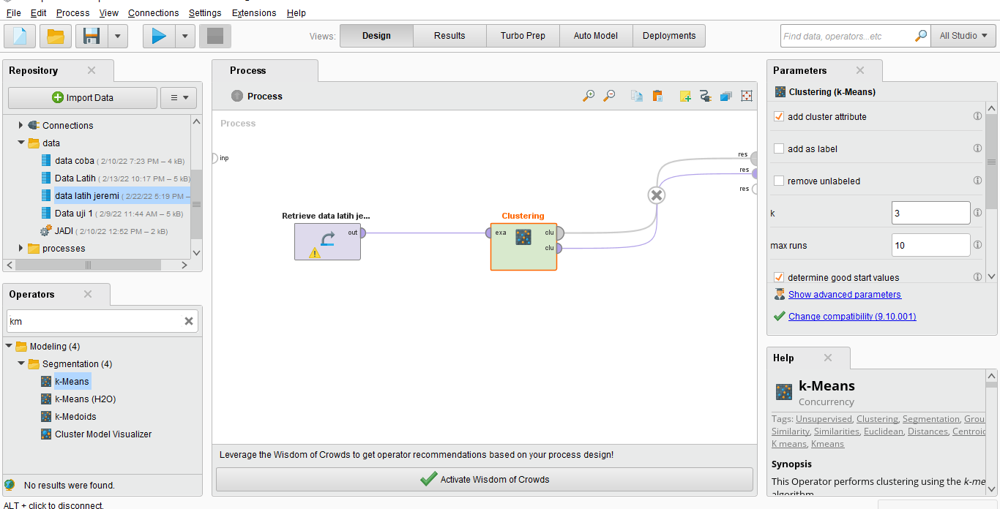 File Edit Process View Connections Settings Extensions Help
Views: Design Results Turbo Prep Auto Model Deployments
Find data, operators...etc
All Studio
Repository
Import Data
Connections
data
data coba ( 2/10/22 7:23 PM – 4 kB)
Data Latih ( 2/13/22 10:17 PM – 5 kB)
data latih jeremi ( 2/22/22 5:19 PM –
Data uji 1 ( 2/9/22 11:44 AM – 5 kB)
JADI ( 2/10/22 12:52 PM – 2 kB)
processes
Operators
km
Modeling (4)
Segmentation (4)
k-Means
k-Means (H2O)
k-Medoids
Cluster Model Visualizer
No results were found.
ALT + click to disconnect.
Process
Process
Process
inp
Retrieve data latih je...
out
Clustering
exa
clu
clu
res
res
res
Leverage the Wisdom of Crowds to get operator recommendations based on your process design!
Activate Wisdom of Crowds
Parameters
Clustering (k-Means)
add cluster attribute
add as label
remove unlabeled
k 3
max runs 10
determine good start values
Show advanced parameters
Change compatibility (9.10.001)
Help
k-Means
Concurrency
Tags: Unsupervised, Clustering, Segmentation, Grou
Similarity, Similarities, Euclidean, Distances, Centroid
K means, Kmeans
Synopsis
This Operator performs clustering using the k-me
algorithm